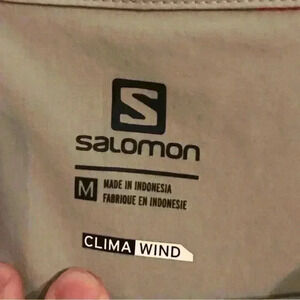 S
salomon
M MADE IN INDONESIA
FABRIQUE EN INDONESIE
CLIMA WIND